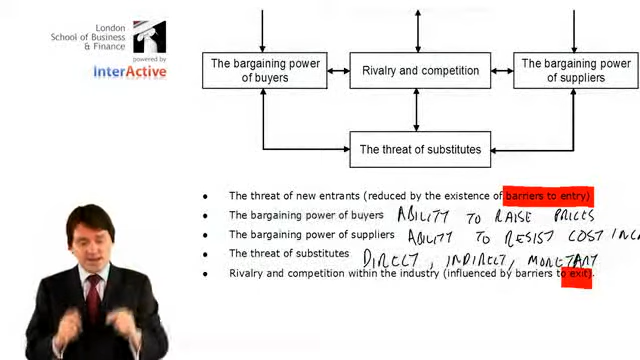 London
School of Business
& Finance
powered by
InterActive
The bargaining power
of buyers
Rivalry and competition
The bargaining power
of suppliers
The threat of substitutes
• The threat of new entrants (reduced by the existence of barriers to entry)
• The bargaining power of buyers ABILITY TO RAISE PRICES
• The bargaining power of suppliers ABILITY TO RESIST COST INC
• The threat of substitutes DIRECT, INDIRECT, MONETARY
• Rivalry and competition within the industry (influenced by barriers to exit).